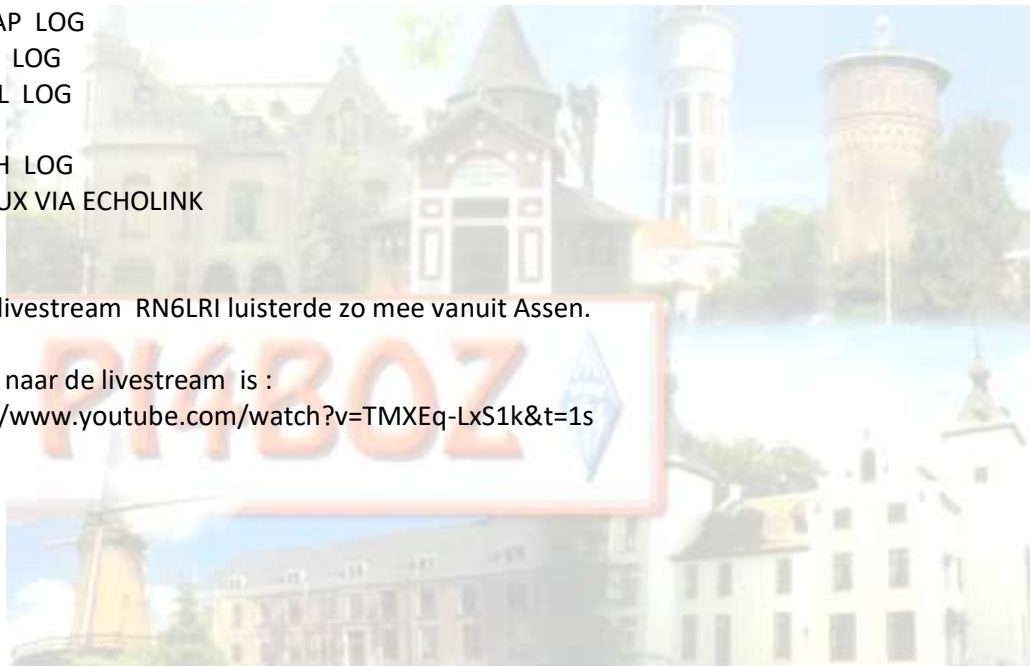 AP LOG
LOG
L LOG
H LOG
UX VIA ECHOLINK
livestream RN6LRI luisterde zo mee vanuit Assen.
naar de livestream is :
/www.youtube.com/watch?v=TMXEq-LxS1k&t=1s
PI4BOZ